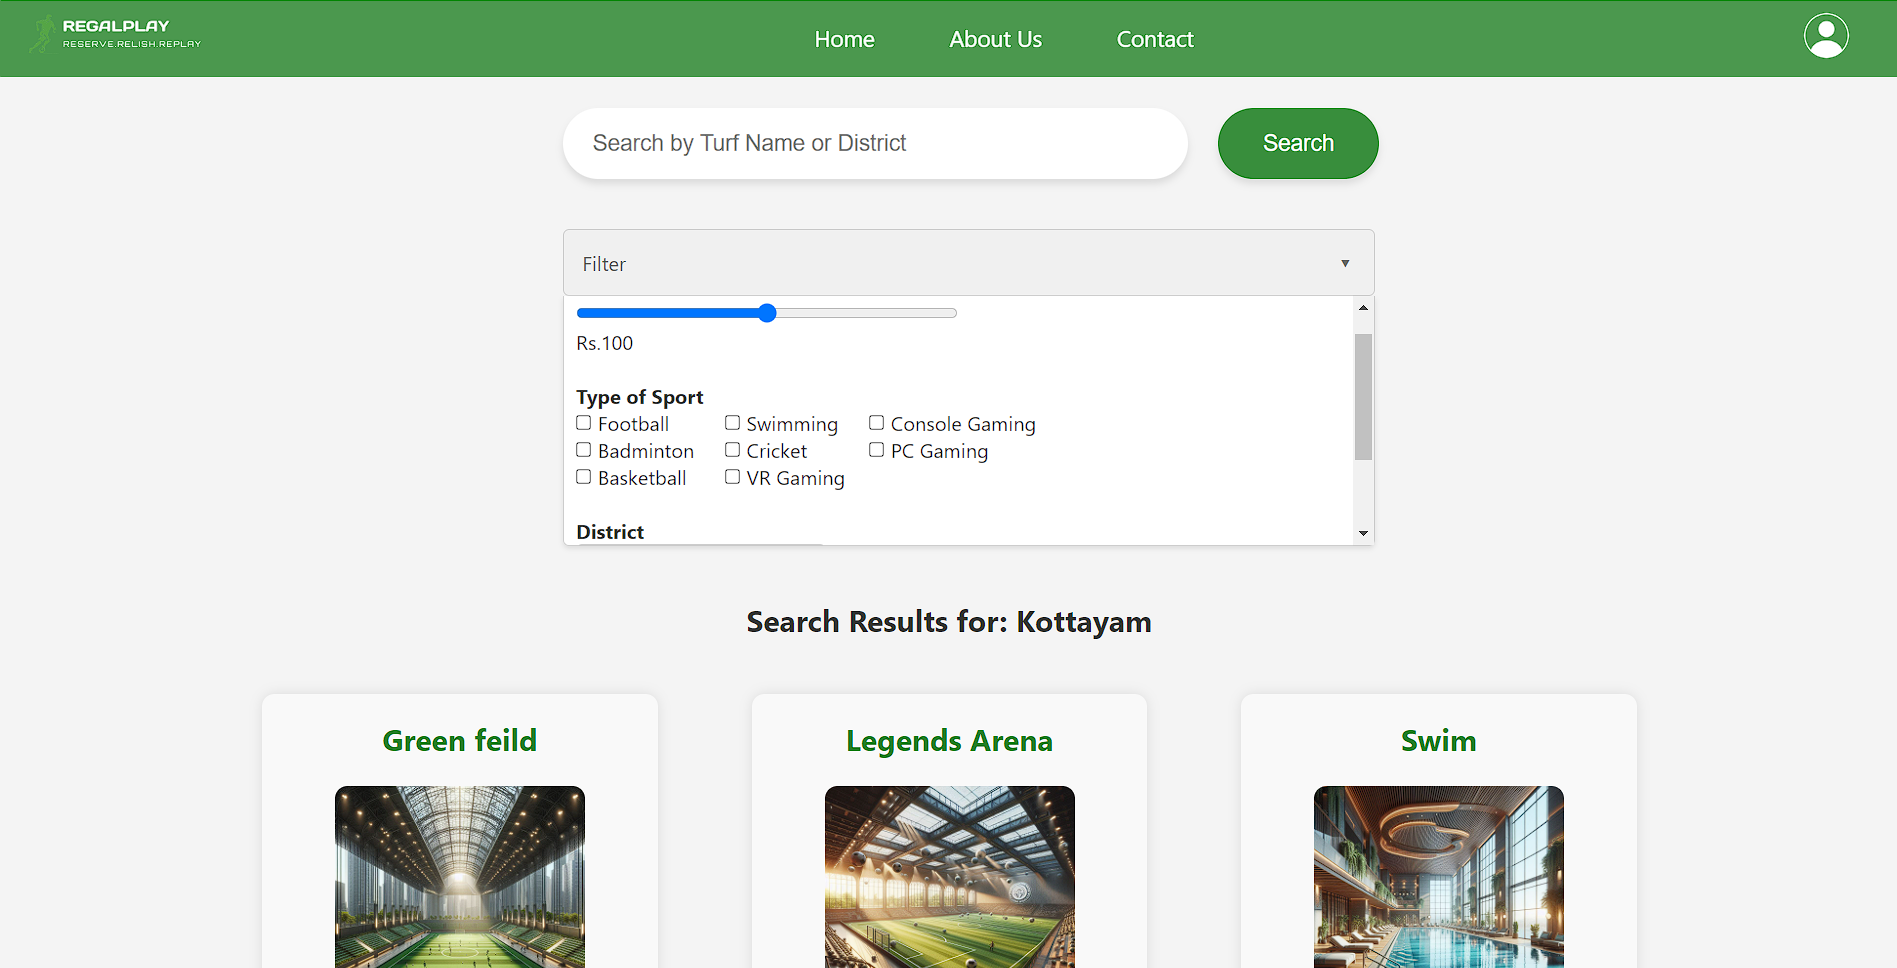 REGALPLAY
RESERVE:RELISH:REPLAY
Home About Us Contact
Search by Turf Name or District Search
Filter
Rs.100
Type of Sport
Football Swimming Console Gaming
Badminton Cricket PC Gaming
Basketball VR Gaming
District
Search Results for: Kottayam
Green feild Legends Arena Swim